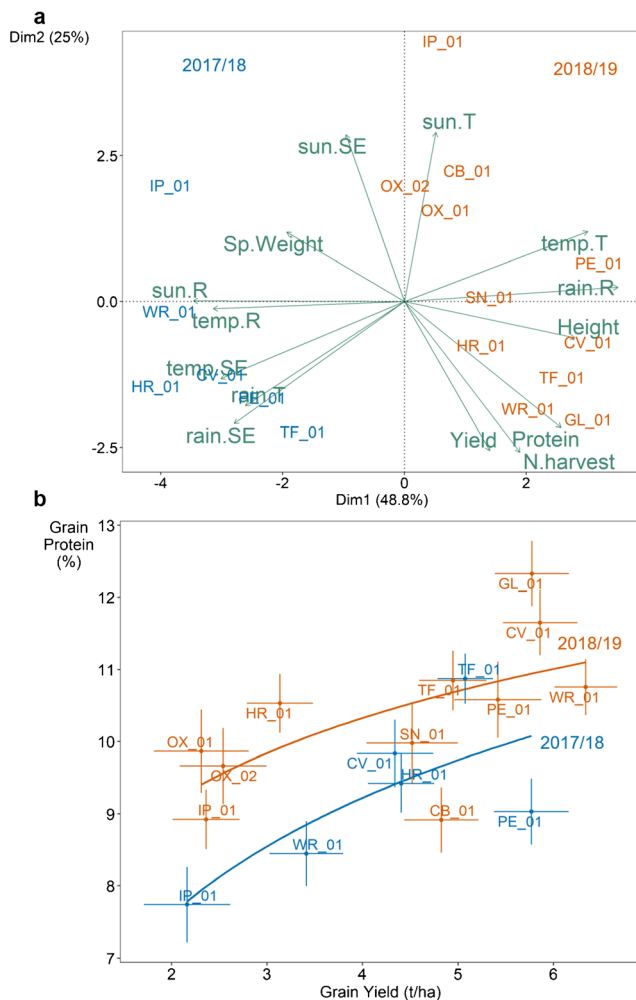 a
Dim2 (25%)
IP_01
2017/18
2018/19
sun.T
sun.SE
2.5
CB_01
IP_01
OX_02
OX_01
Sp.Weight
temp.T
PE_01
sun.R
rain.R
0.0
SN_01
WR_01
temp.R
Height
HR_01
CV_01
temp.SE
CV_01
TF_01
HR_01
rain.T
PE_01
WR_01
GL_01
rain.SE
TF_01
Yield
Protein
-2.5
N.harvest
-4
-2
0
2
Dim1 (48.8%)
b
Grain
Protein
(%)
13
GL_01
12
CV_01
2018/19
11
TF_01
TF_01
WR_01
HR_01
PE_01
10
OX_01
SN_01
2017/18
OX_02
CV_01
HR_01
9
IP_01
CB_01
PE_01
WR_01
8
IP_01
7
2
3
4
5
6
Grain Yield (t/ha)